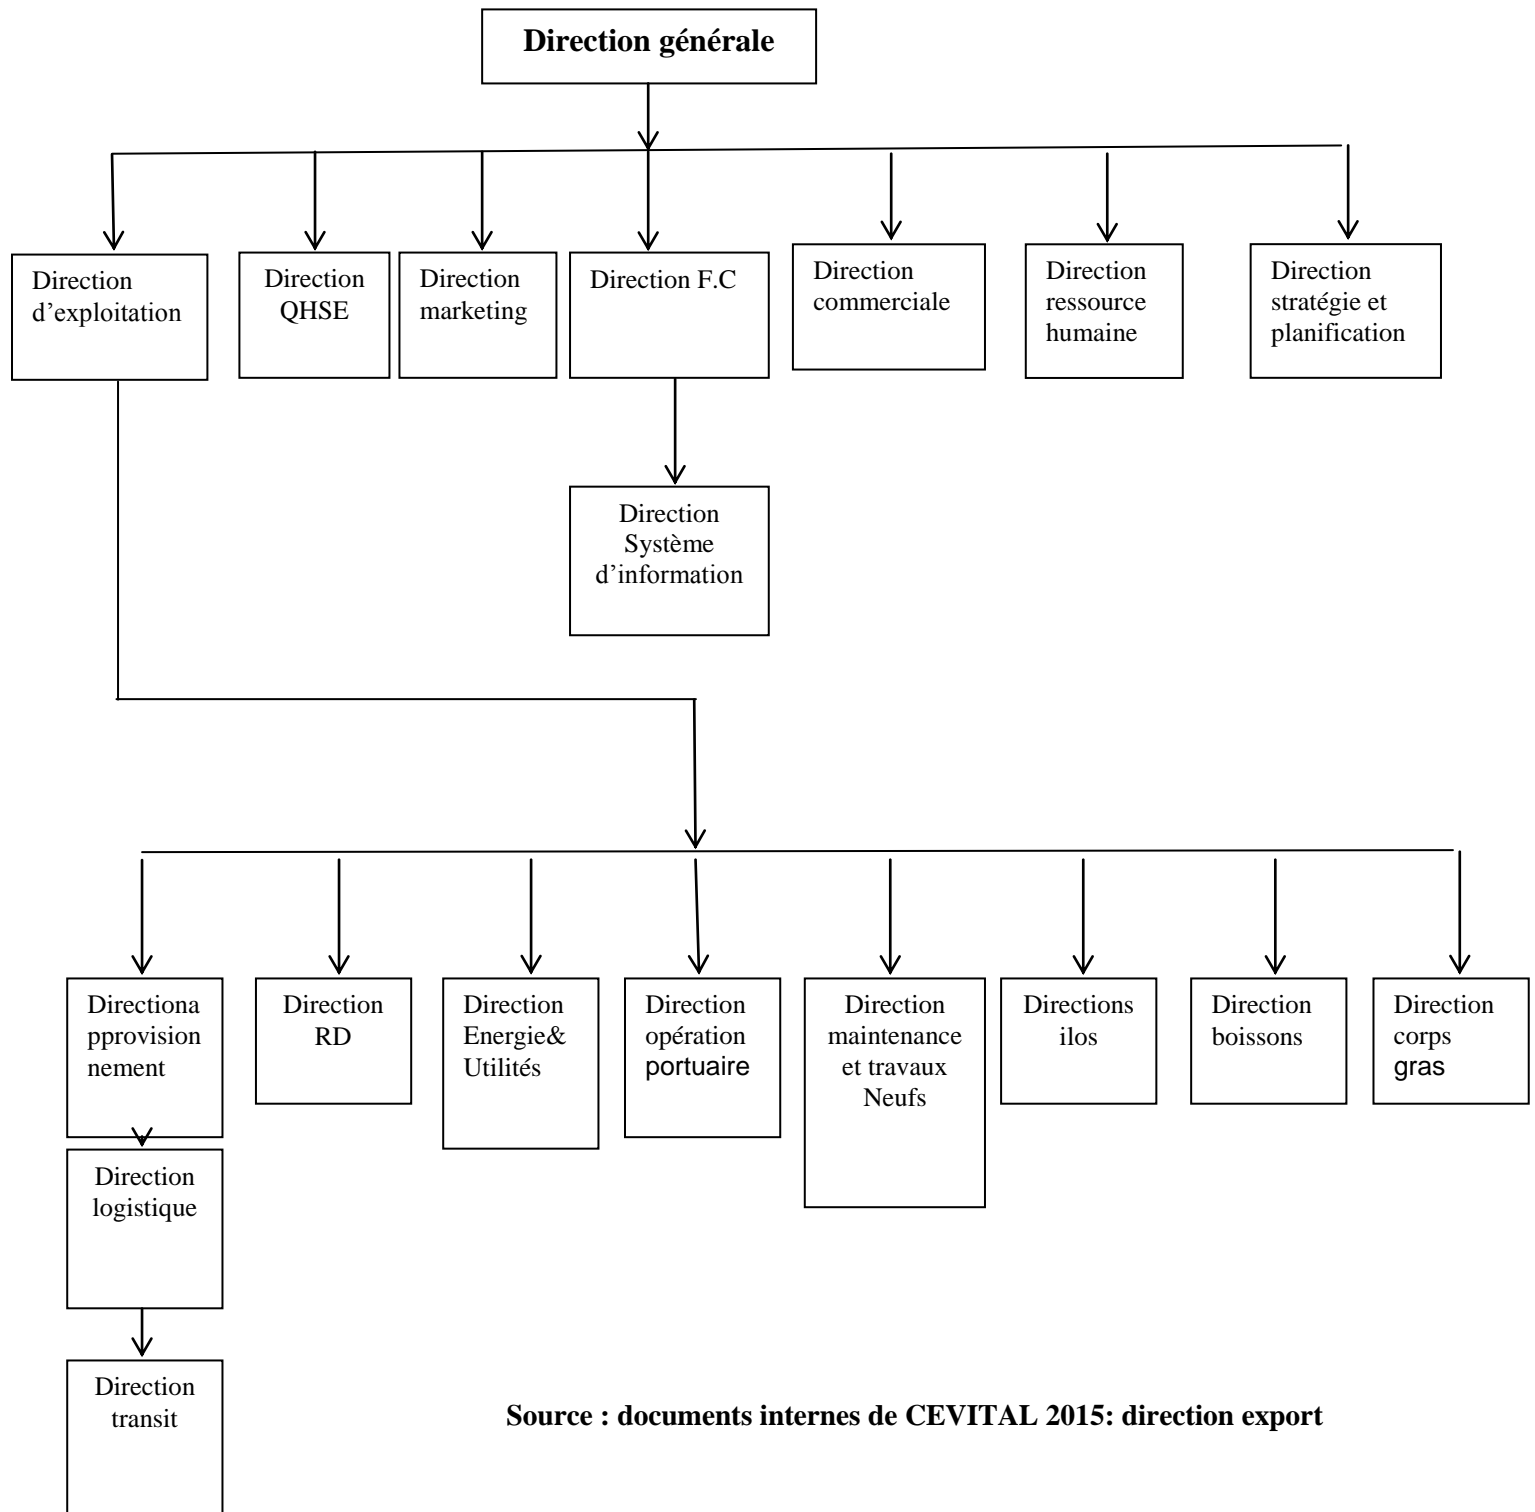 Direction générale
Direction
d’exploitation
Direction
QHSE
Direction
marketing
Direction F.C
Direction
commerciale
Direction
ressource
humaine
Direction
stratégie et
planification
Direction
Système
d’information
Directiona
pprovision
nement
Direction
RD
Direction
Energie&
Utilités
Direction
opération
portuaire
Direction
maintenance
et travaux
Neufs
Directions
ilos
Direction
boissons
Direction
corps
gras
Direction
logistique
Direction
transit
Source : documents internes de CEVITAL 2015: direction export